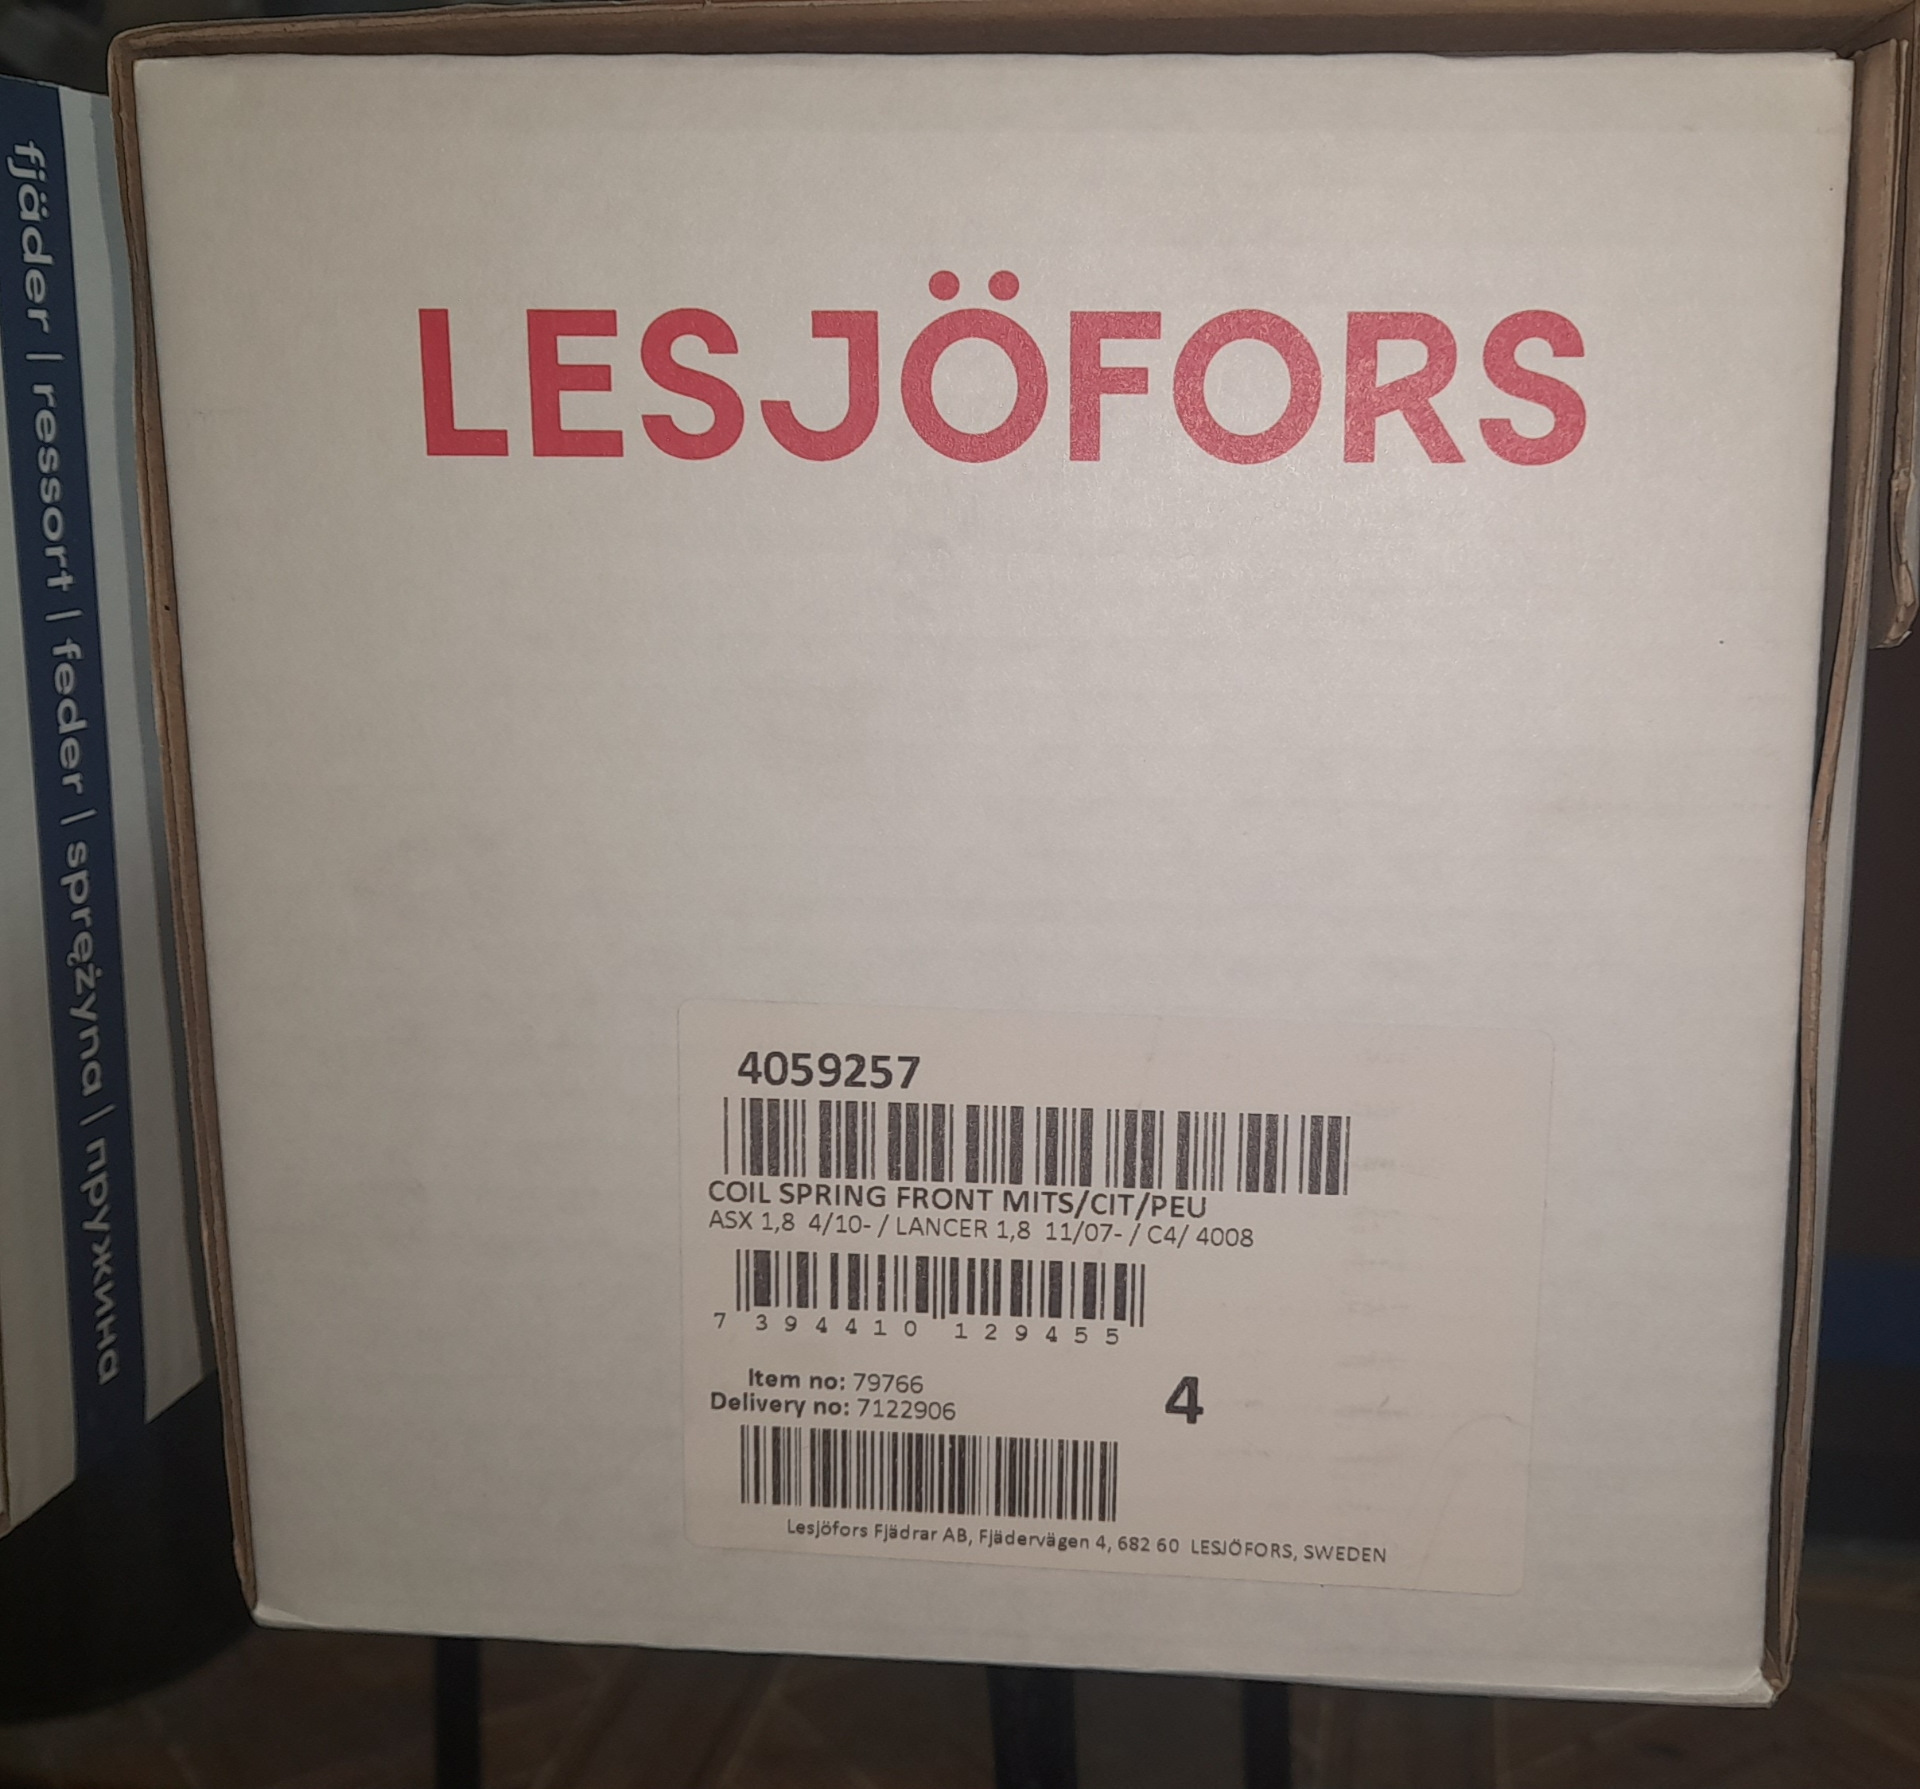 fjäder | ressort | feder | sprężyna | пружина
LESJÖFORS
4059257
COIL SPRING FRONT MITS/CIT/PEU
ASX 1,8 4/10- / LANCER 1,8 11/07- / C4/ 4008
7 394410 129455
Item no: 79766
Delivery no: 7122906
4
Lesjöfors Fjädrar AB, Fjädervägen 4, 682 60 LESJÖFORS, SWEDEN